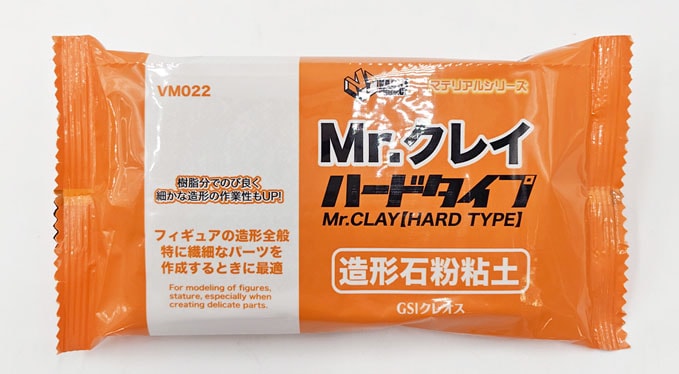 VM022
マテリアルシリーズ
Mr.クレイ
ハードタイプ
Mr.CLAY[HARD TYPE]
造形石粉粘土
GSIクレオス
樹脂分でのび良く
細かな造形の作業性もUP!
フィギュアの造形全般
特に繊細なパーツを
作成するときに最適
For modeling of figures,
stature, especially when
creating delicate parts.